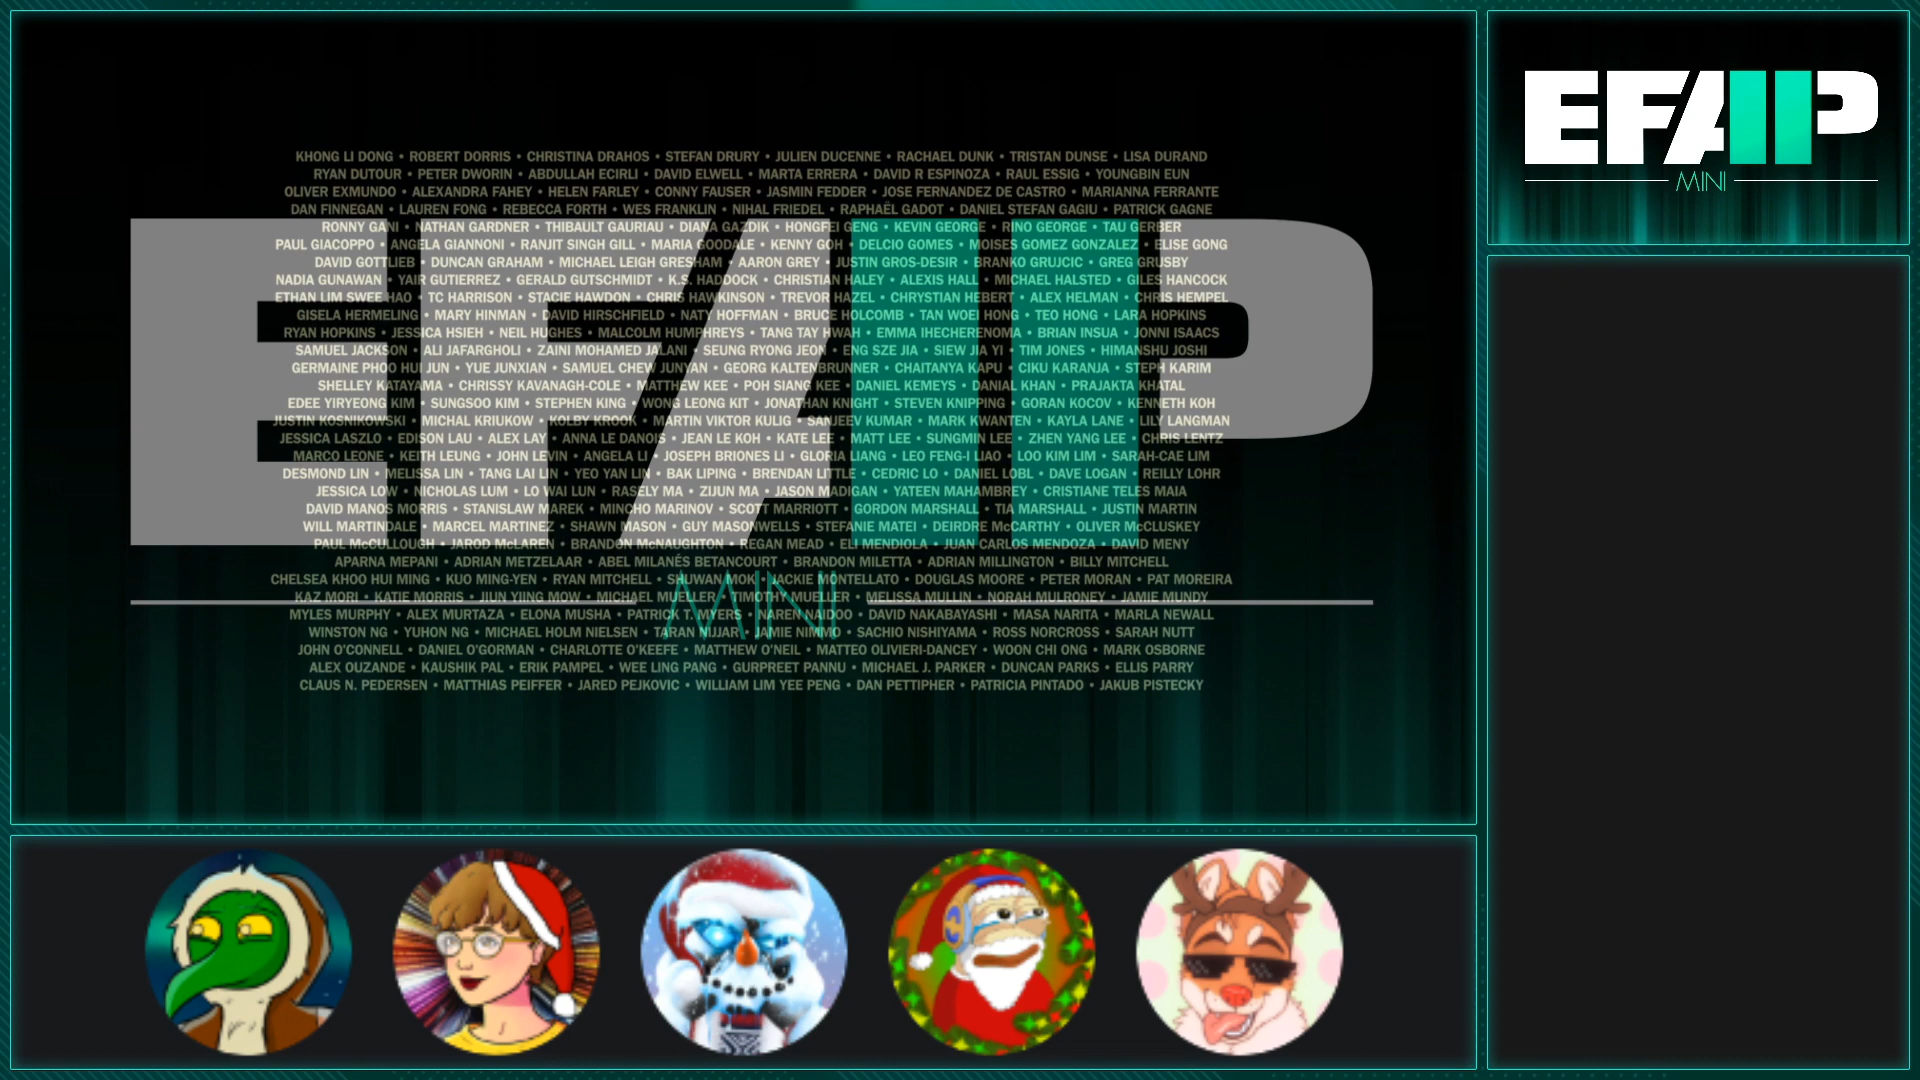 KHONG LI DONG • ROBERT DORRIS • CHRISTINA DRAHOS • STEFAN DRURY • JULIEN DUCENNE • RACHAEL DUNK • TRISTAN DUNSE • LISA DURAND
RYAN DUTOUR • PETER DWORIN • ABDULLAH ECIRLI • DAVID ELWELL • MARTA ERRERA • DAVID R ESPINOZA • RAUL ESSIG • YOUNGBIN EUN
OLIVER EXMUNDO • ALEXANDRA FAHEY • HELEN FARLEY • CONNY FAUSER • JASMIN FEDDER • JOSE FERNANDEZ DE CASTRO • MARIANNA FERRANTE
DAN FINNEGAN • LAUREN FONG • REBECCA FORTH • WES FRANKLIN • NIHAL FRIEDEL • RAPHAËL GADOT • DANIEL STEFAN GAGIU • PATRICK GAGNE
RONNY GANI • NATHAN GARDNER • THIBAULT GAURIAU • DIANA GAZDIK • HONGFEI GENG • KEVIN GEORGE • RINO GEORGE • TAU GERBER
PAUL GIACOPPO • ANGELA GIANNONI • RANJIT SINGH GILL • MARIA GOODALE • KENNY GOH • DELCIO GOMES • MOISES GOMEZ GONZALEZ • ELISE GONG
DAVID GOTTLIEB • DUNCAN GRAHAM • MICHAEL LEIGH GRESHAM • AARON GREY • JUSTIN GROS-DESIR • BRANKO GRUJCIC • GREG GRUSBY
NADIA GUNAWAN • YAIR GUTIERREZ • GERALD GUTSCHMIDT • K.S. HADDOCK • CHRISTIAN HALEY • ALEXIS HALL • MICHAEL HALSTED • GILES HANCOCK
ETHAN LIM SWEE HAO • TC HARRISON • STACIE HAWDON • CHRIS HAWKINSON • TREVOR HAZEL • CHRYSTIAN HEBERT • ALEX HELMAN • CHRIS HEMPEL
GISELA HERMELING • MARY HINMAN • DAVID HIRSCHFIELD • NATY HOFFMAN • BRUCE HOLCOMB • TAN WOEI HONG • TEO HONG • LARA HOPKINS
RYAN HOPKINS • JESSICA HSIEH • NEIL HUGHES • MALCOLM HUMPHREYS • TANG TAY HWAH • EMMA IHECHERENOMA • BRIAN INSUA • JONNI ISAACS
SAMUEL JACKSON • ALI JAFARGHOLI • ZAINI MOHAMED JALANI • SEUNG RYONG JEON • ENG SZE JIA • SIEW JIA YI • TIM JONES • HIMANSHU JOSHI
GERMAINE PHOO HUI JUN • YUE JUNXIAN • SAMUEL CHEW JUNYAN • GEORG KALTENBRUNNER • CHAITANYA KAPU • CIKU KARANJA • STEPH KARIM
SHELLEY KATAYAMA • CHRISSY KAVANAGH-COLE • MATTHEW KEE • POH SIANG KEE • DANIEL KEMEYS • DANIAL KHAN • PRAJAKTA KHATAL
EDEE YIRYEONG KIM • SUNGSOO KIM • STEPHEN KING • WONG LEONG KIT • JONATHAN KNIGHT • STEVEN KNIPPING • GORAN KOCOV • KENNETH KOH
JUSTIN KOSNIKOWSKI • MICHAL KRIUKOW • KOLBY KROOK • MARTIN VIKTOR KULIG • SANJEEV KUMAR • MARK KWANTEN • KAYLA LANE • LILY LANGMAN
JESSICA LASZLO • EDISON LAU • ALEX LAY • ANNA LE DANOIS • JEAN LE KOH • KATE LEE • MATT LEE • SUNGMIN LEE • ZHEN YANG LEE • CHRIS LENTZ
MARCO LEONE • KEITH LEUNG • JOHN LEVIN • ANGELA LI • JOSEPH BRIONES LI • GLORIA LIANG • LEO FENG-I LIAO • LOO KIM LIM • SARAH-CAE LIM
DESMOND LIN • MELISSA LIN • TANG LAI LIN • YEO YAN LIN • BAK LIPING • BRENDAN LITTLE • CEDRIC LO • DANIEL LOBL • DAVE LOGAN • REILLY LOHR
JESSICA LOW • NICHOLAS LUM • LO WAI LUN • RASELY MA • ZIJUN MA • JASON MADIGAN • YATEEN MAHAMBREY • CRISTIANE TELES MAIA
DAVID MANOS MORRIS • STANISLAW MAREK • MINCHO MARINOV • SCOTT MARRIOTT • GORDON MARSHALL • TIA MARSHALL • JUSTIN MARTIN
WILL MARTINDALE • MARCEL MARTINEZ • SHAWN MASON • GUY MASONWELLS • STEFANIE MATEI • DEIRDRE McCARTHY • OLIVER McCLUSKEY
PAUL McCULLOUGH • JAROD McLAREN • BRANDON McNAUGHTON • REGAN MEAD • ELI MENDIOLA • JUAN CARLOS MENDOZA • DAVID MENY
APARNA MEPANI • ADRIAN METZELAAR • ABEL MILANÉS BETANCOURT • BRANDON MILETTA • ADRIAN MILLINGTON • BILLY MITCHELL
CHELSEA KHOO HUI MING • KUO MING-YEN • RYAN MITCHELL • SHUWAN MOK • JACKIE MONTELLATO • DOUGLAS MOORE • PETER MORAN • PAT MOREIRA
KAZ MORI • KATIE MORRIS • JIUN YIING MOW • MICHAEL MUELLER • TIMOTHY MUELLER • MELISSA MULLIN • NORAH MULRONEY • JAMIE MUNDY
MYLES MURPHY • ALEX MURTAZA • ELONA MUSHA • PATRICK T. MYERS • NAREN NAIDOO • DAVID NAKABAYASHI • MASA NARITA • MARLA NEWALL
WINSTON NG • YUHON NG • MICHAEL HOLM NIELSEN • TARAN NIJJAR • JAMIE NIMMO • SACHIO NISHIYAMA • ROSS NORCROSS • SARAH NUTT
JOHN O'CONNELL • DANIEL O'GORMAN • CHARLOTTE O'KEEFE • MATTHEW O'NEIL • MATTEO OLIVIERI-DANCEY • WOON CHI ONG • MARK OSBORNE
ALEX OUZANDE • KAUSHIK PAL • ERIK PAMPEL • WEE LING PANG • GURPREET PANNU • MICHAEL J. PARKER • DUNCAN PARKS • ELLIS PARRY
CLAUS N. PEDERSEN • MATTHIAS PEIFFER • JARED PEJKOVIC • WILLIAM LIM YEE PENG • DAN PETTIPHER • PATRICIA PINTADO • JAKUB PISTECKY
EFAP
MINI
EFAP
MINI